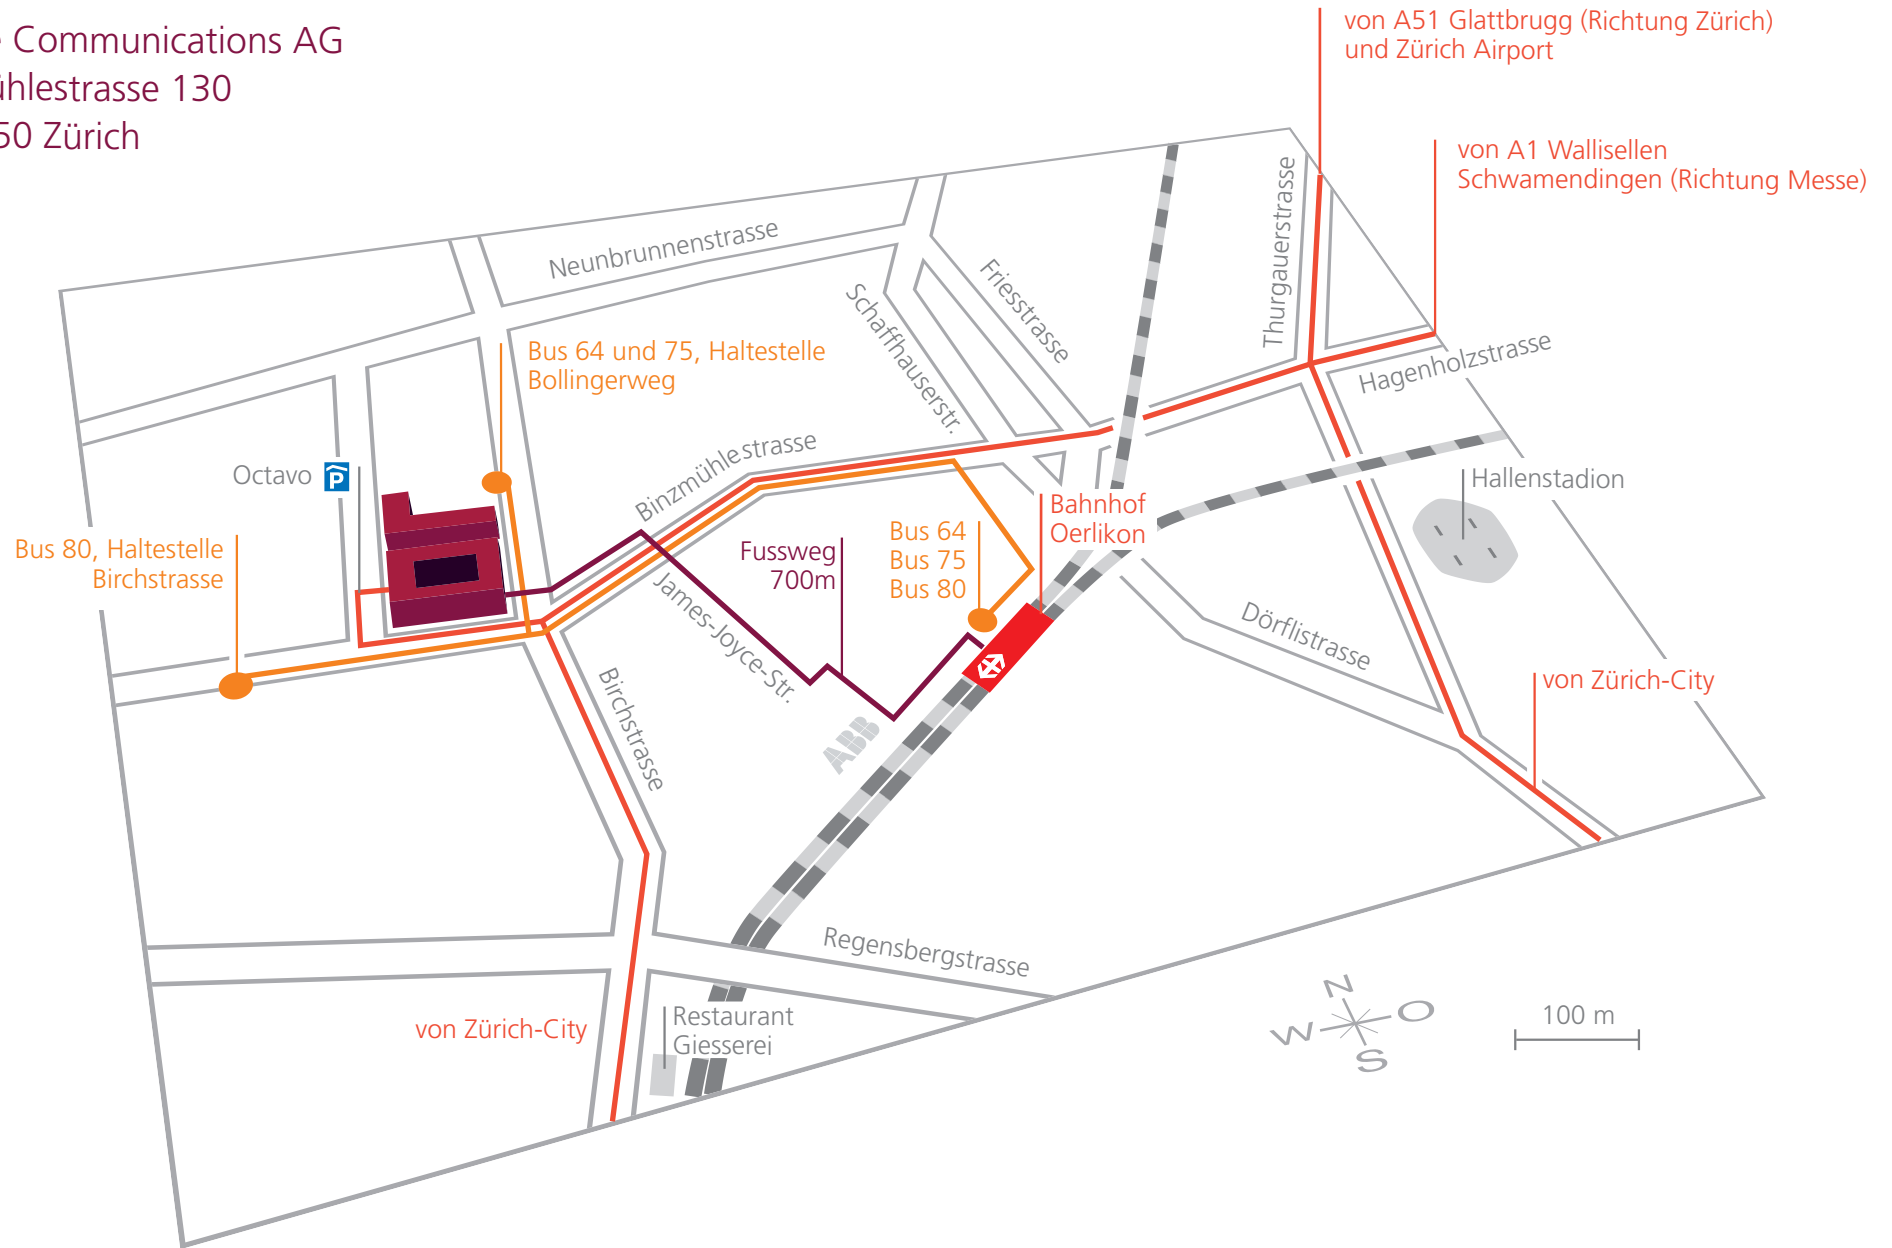 Communications AG
hlestrasse 130
50 Zürich
von A51 Glattbrugg (Richtung Zürich)
und Zürich Airport
von A1 Wallisellen
Schwamendingen (Richtung Messe)
Neunbrunnenstrasse
Friesstrasse
Schaffhauserstr.
Thurgauerstrasse
Hagenholzstrasse
Bus 64 und 75, Haltestelle
Bollingerweg
Binzmühlestrasse
Octavo P
Hallenstadion
Bahnhof
Oerlikon
Bus 80, Haltestelle
Birchstrasse
Fussweg
700m
Bus 64
Bus 75
Bus 80
James-Joyce-Str.
Dörflistrasse
Birchstrasse
von Zürich-City
ABB
Regensbergstrasse
von Zürich-City
Restaurant
Giesserei
N
W O
S
100 m